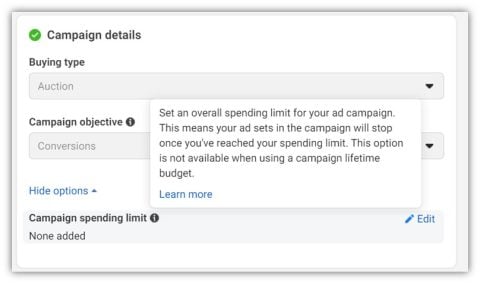 Campaign details
Buying type
Auction
Set an overall spending limit for your ad campaign.
Campaign objective
This means your ad sets in the campaign will stop
Conversions
once you've reached your spending limit. This option
is not available when using a campaign lifetime
budget.
Learn more
Hide options
Campaign spending limit
Edit
None added